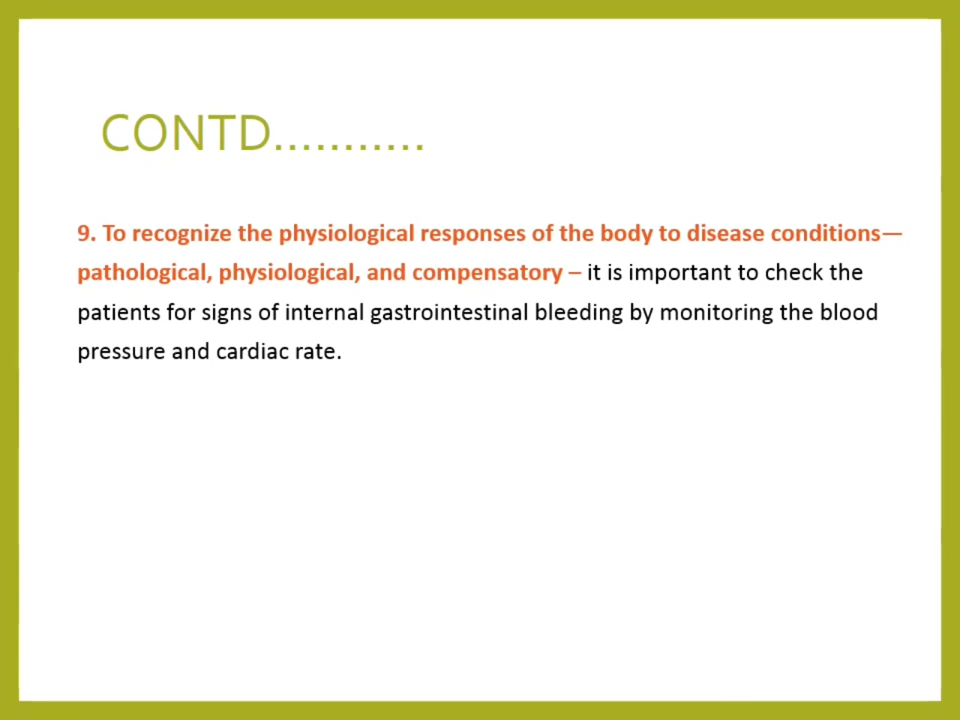 CONTD...........
9. To recognize the physiological responses of the body to disease conditions—
pathological, physiological, and compensatory – it is important to check the
patients for signs of internal gastrointestinal bleeding by monitoring the blood
pressure and cardiac rate.